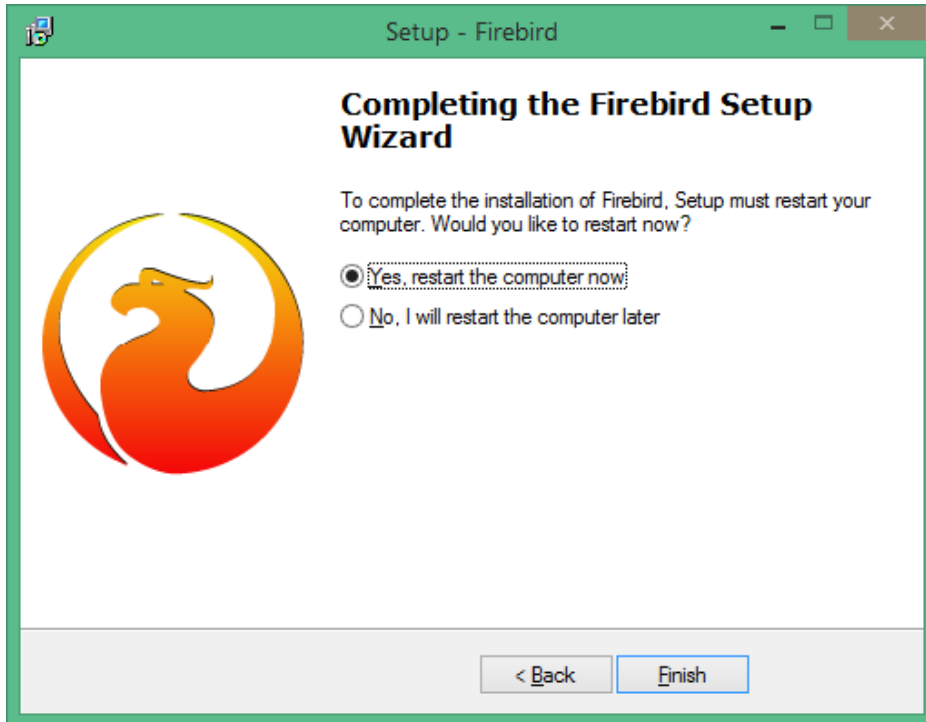 Setup - Firebird
Completing the Firebird Setup
Wizard
To complete the installation of Firebird, Setup must restart your
computer. Would you like to restart now?
Yes, restart the computer now
No, I will restart the computer later
< Back
Finish